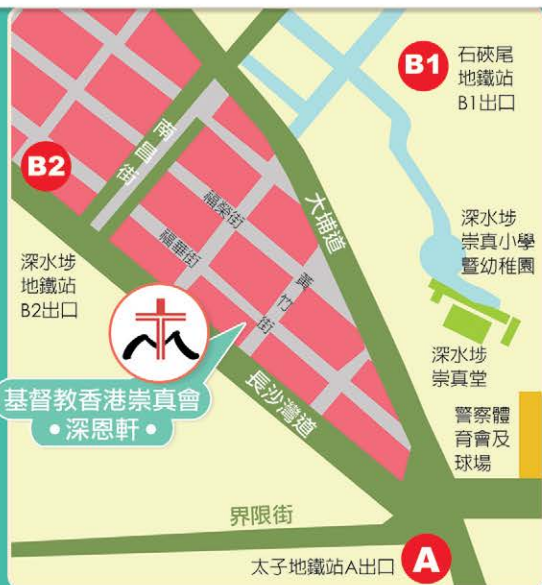 B1
石硤尾
地鐵站
B1出口
南昌街
B2
福榮街
大埔道
福華街
深水埗
崇真小學
暨幼稚園
深水埗
地鐵站
B2出口
黃竹街
深水埗
崇真堂
基督教香港崇真會
•深恩軒•
長沙灣道
警察體
育會及
球場
界限街
太子地鐵站A出口
A